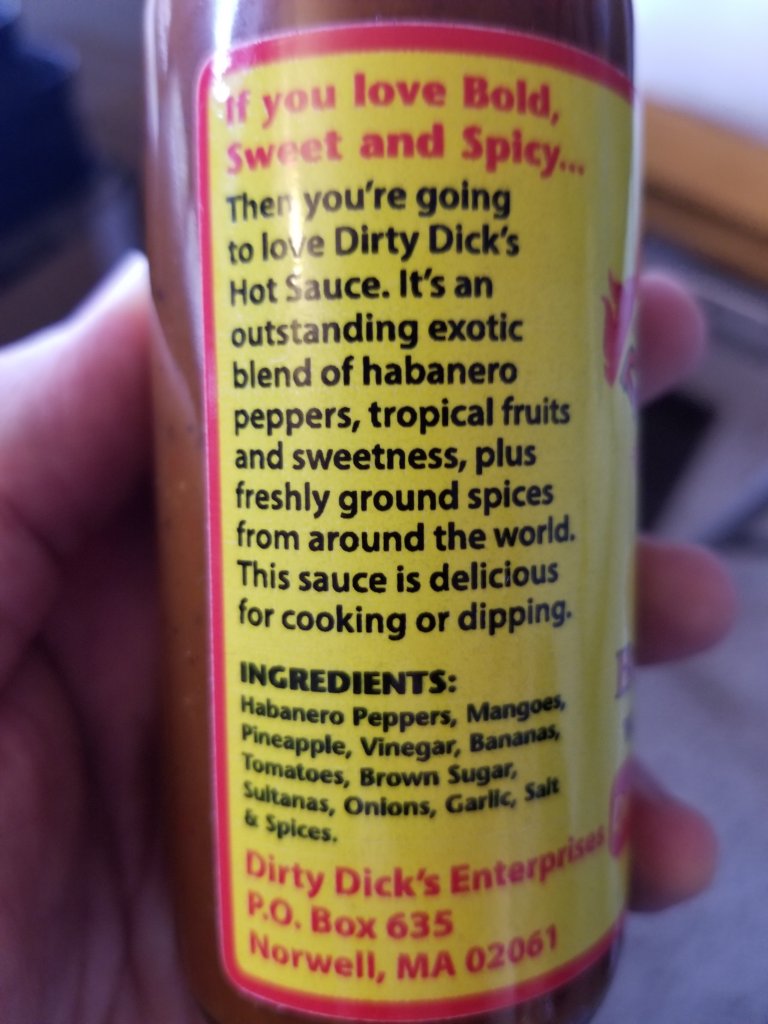 If you love Bold,
Sweet and Spicy...
Then you're going
to love Dirty Dick's
Hot Sauce. It's an
outstanding exotic
blend of habanero
peppers, tropical fruits
and sweetness, plus
freshly ground spices
from around the world.
This sauce is delicious
for cooking or dipping.
INGREDIENTS:
Habanero Peppers, Mangoes,
Pineapple, Vinegar, Bananas,
Tomatoes, Brown Sugar,
Sultanas, Onions, Garlic, Salt
& Spices.
Dirty Dick's Enterprises
P.O. Box 635
Norwell, MA 02061